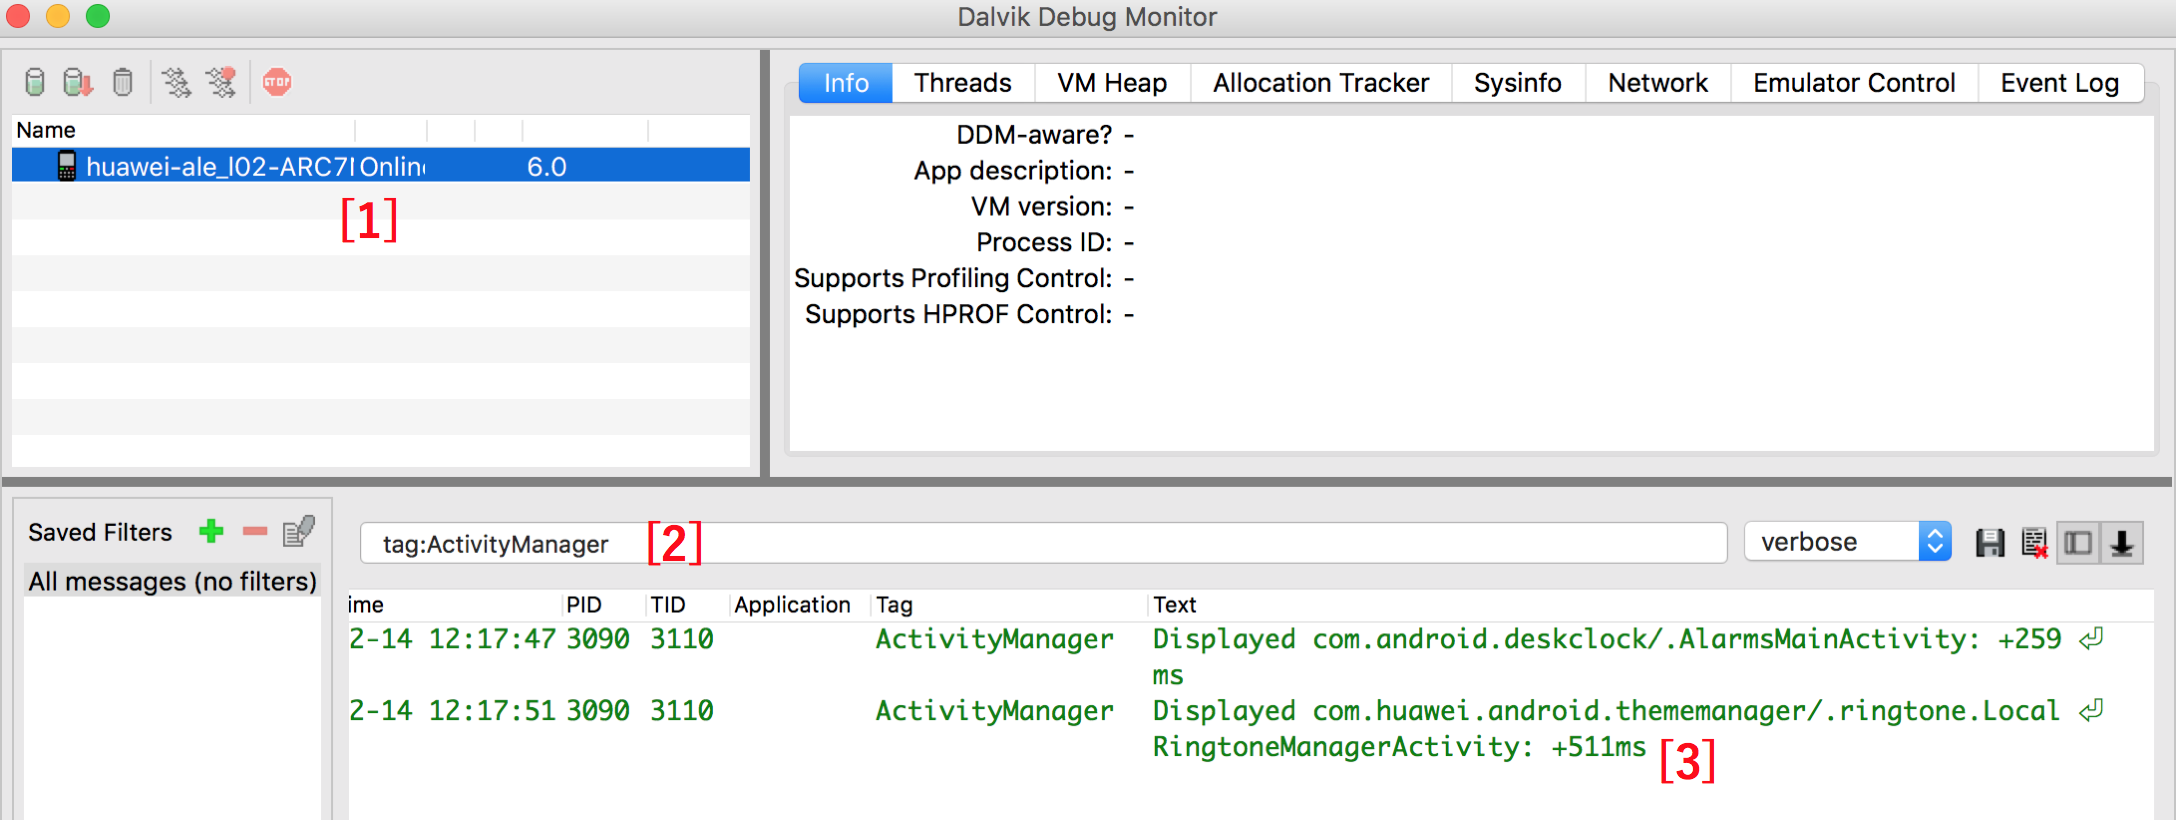 Dalvik Debug Monitor
STOP
Info Threads VM Heap Allocation Tracker Sysinfo Network Emulator Control Event Log
Name
huawei-ale_l02-ARC7 Online 6.0
[1]
DDM-aware? -
App description: -
VM version: -
Process ID: -
Supports Profiling Control: -
Supports HPROF Control: -
Saved Filters
All messages (no filters)
tag:ActivityManager [2] verbose
ime PID TID Application Tag Text
2-14 12:17:47 3090 3110 ActivityManager Displayed com.android.deskclock/.AlarmsMainActivity: +259
ms
2-14 12:17:51 3090 3110 ActivityManager Displayed com.huawei.android.thememanager/.ringtone.Local
RingtoneManagerActivity: +511ms [3]